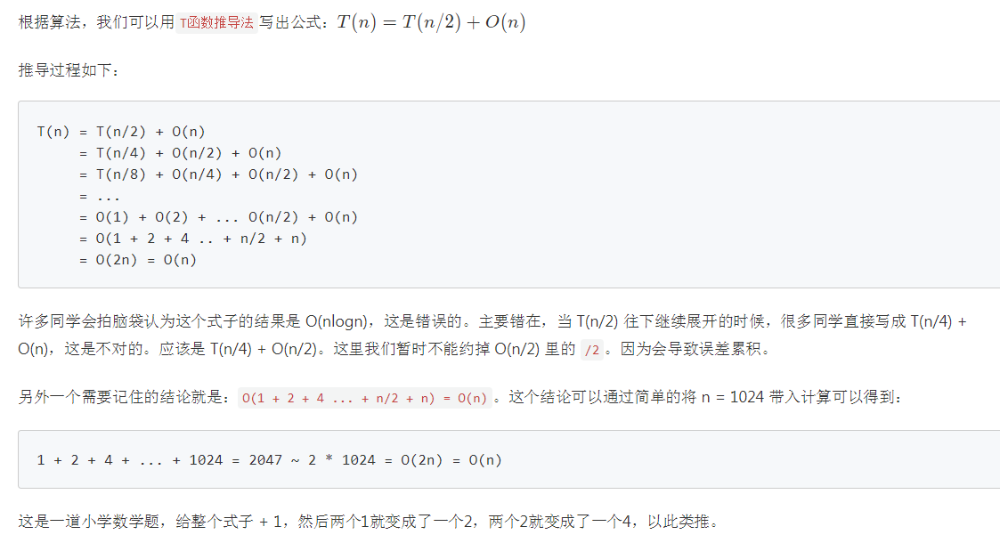 根据算法，我们可以用 T函数推导法 写出公式：T(n) = T(n/2) + O(n)
推导过程如下：
T(n) = T(n/2) + O(n)
= T(n/4) + O(n/2) + O(n)
= T(n/8) + O(n/4) + O(n/2) + O(n)
= ...
= O(1) + O(2) + ... O(n/2) + O(n)
= O(1 + 2 + 4 .. + n/2 + n)
= O(2n) = O(n)
许多同学会拍脑袋认为这个式子的结果是 O(nlogn)，这是错误的。主要错在，当 T(n/2) 往下继续展开的时候，很多同学直接写成 T(n/4) +
O(n)，这是不对的。应该是 T(n/4) + O(n/2)。这里我们暂时不能约掉 O(n/2) 里的 /2 。因为会导致误差累积。
另外一个需要记住的结论就是：O(1 + 2 + 4 ... + n/2 + n) = O(n) 。这个结论可以通过简单的将 n = 1024 带入计算可以得到：
1 + 2 + 4 + ... + 1024 = 2047 ~ 2 * 1024 = O(2n) = O(n)
这是一道小学数学题，给整个式子 + 1，然后两个1就变成了一个2，两个2就变成了一个4，以此类推。